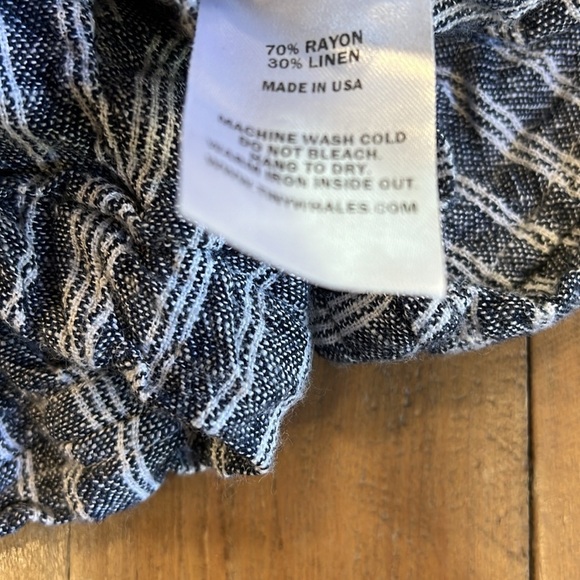 70% RAYON
30% LINEN
MADE IN USA
MACHINE WASH COLD
DO NOT BLEACH.
HANG TO DRY.
WARM IRON INSIDE OUT.